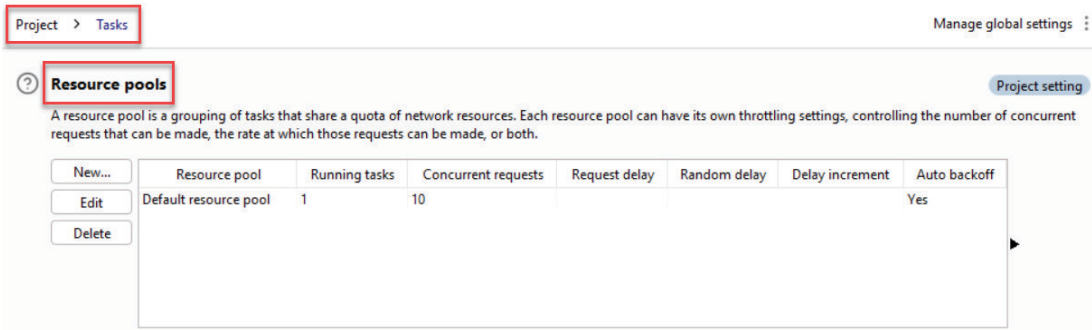 Project > Tasks
Manage global settings
Resource pools
Project setting
A resource pool is a grouping of tasks that share a quota of network resources. Each resource pool can have its own throttling settings, controlling the number of concurrent
requests that can be made, the rate at which those requests can be made, or both.
New...
Edit
Delete
Resource pool Running tasks Concurrent requests Request delay Random delay Delay increment Auto backoff
Default resource pool 1 10 Yes